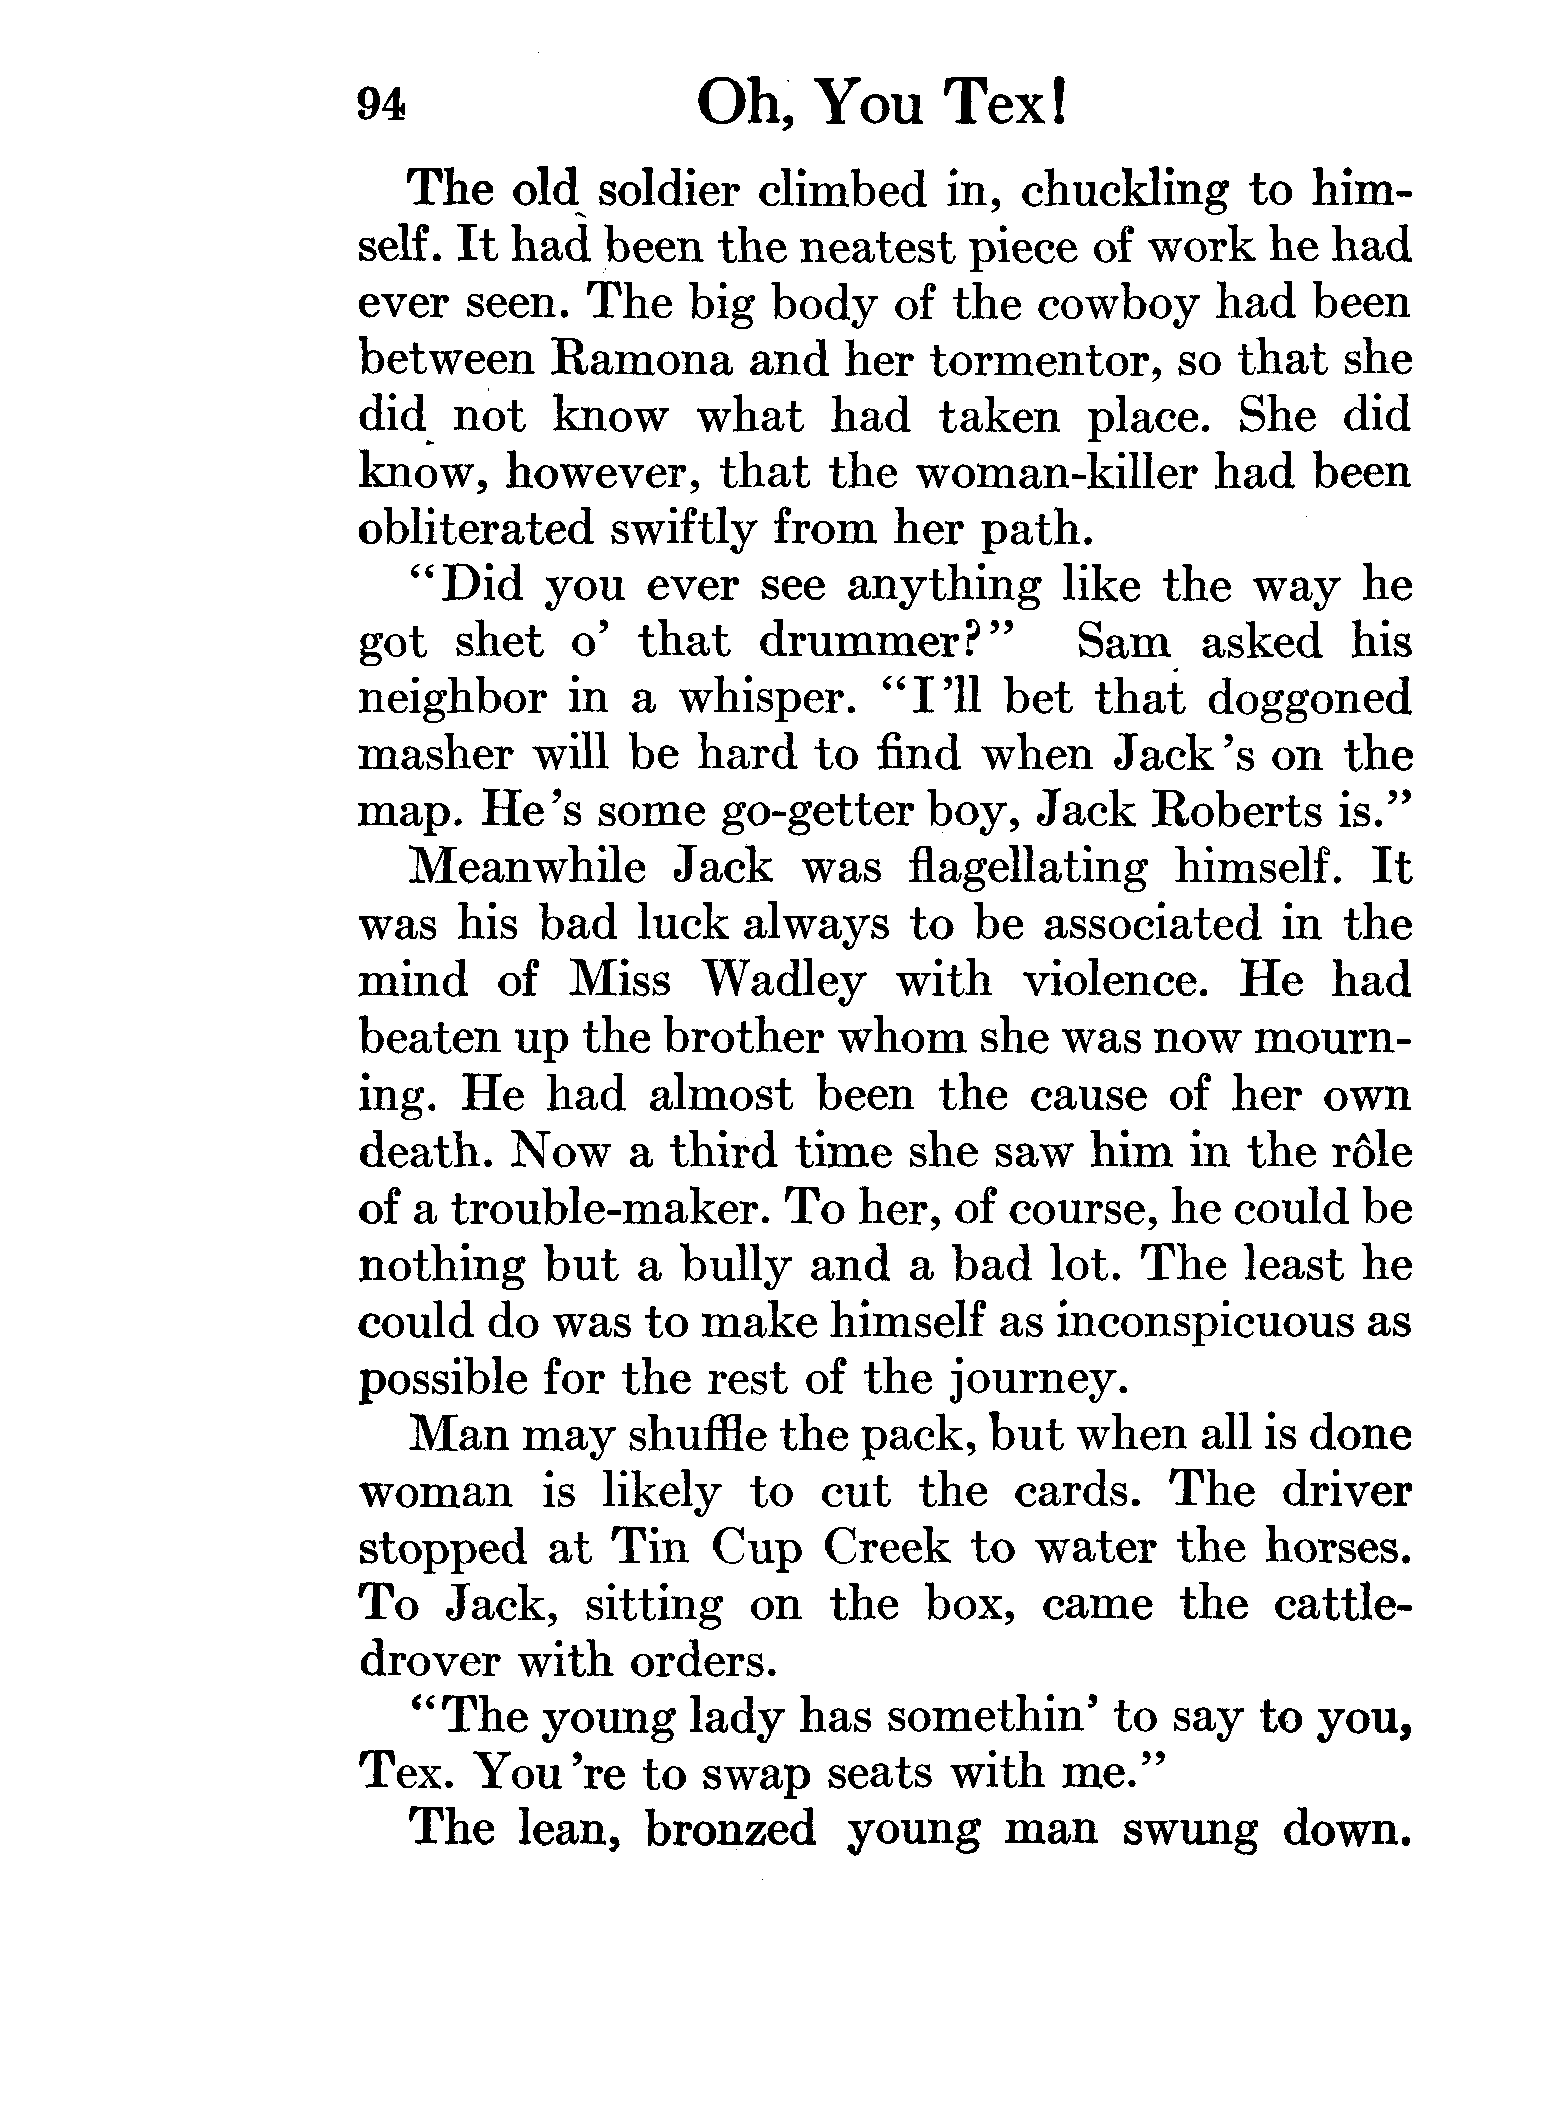 94 Oh, You Tex!
The old soldier climbed in, chuckling to him-
self. It had been the neatest piece of work he had
ever seen. The big body of the cowboy had been
between Ramona and her tormentor, so that she
did not know what had taken place. She did
know, however, that the woman-killer had been
obliterated swiftly from her path.
"Did you ever see anything like the way he
got shet o' that drummer?" Sam asked his
neighbor in a whisper. "I'll bet that doggoned
masher will be hard to find when Jack's on the
map. He's some go-getter boy, Jack Roberts is."
Meanwhile Jack was flagellating himself. It
was his bad luck always to be associated in the
mind of Miss Wadley with violence. He had
beaten up the brother whom she was now mourn-
ing. He had almost been the cause of her own
death. Now a third time she saw him in the rôle
of a trouble-maker. To her, of course, he could be
nothing but a bully and a bad lot. The least he
could do was to make himself as inconspicuous as
possible for the rest of the journey.
Man may shuffle the pack, but when all is done
woman is likely to cut the cards. The driver
stopped at Tin Cup Creek to water the horses.
To Jack, sitting on the box, came the cattle-
drover with orders.
"The young lady has somethin' to say to you,
Tex. You're to swap seats with me."
The lean, bronzed young man swung down.